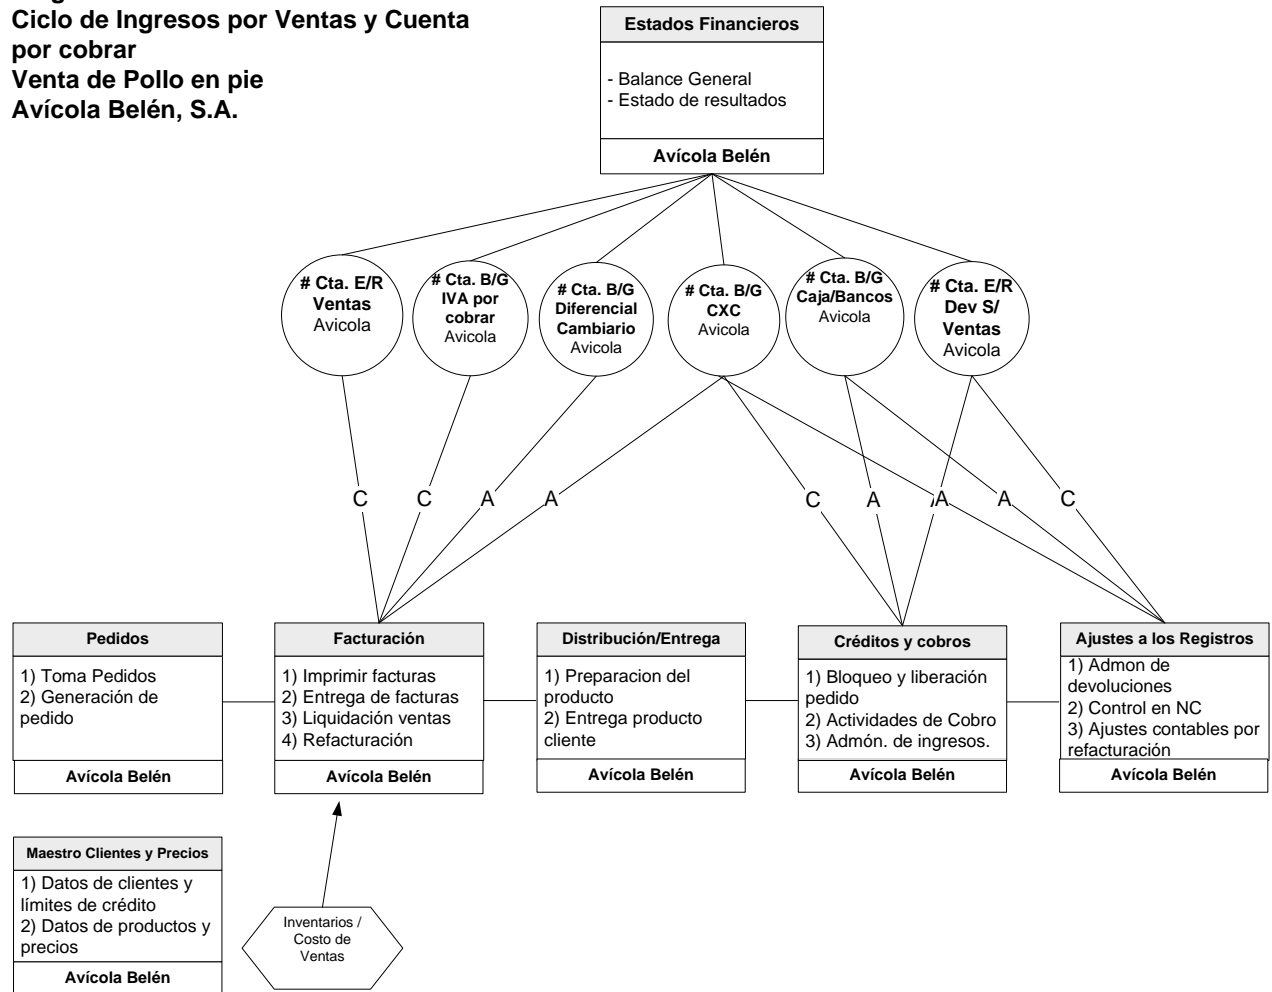 Ciclo de Ingresos por Ventas y Cuenta
por cobrar
Venta de Pollo en pie
Avícola Belén, S.A.
Estados Financieros
- Balance General
- Estado de resultados
Avícola Belén
# Cta. E/R
Ventas
Avicola
# Cta. B/G
IVA por
cobrar
Avicola
# Cta. B/G
Diferencial
Cambiario
Avicola
# Cta. B/G
CXC
Avicola
# Cta. B/G
Caja/Bancos
Avicola
# Cta. E/R
Dev S/
Ventas
Avicola
C
C
A
A
C
A
A
A
C
Pedidos
1) Toma Pedidos
2) Generación de
pedido
Avícola Belén
Facturación
1) Imprimir facturas
2) Entrega de facturas
3) Liquidación ventas
4) Refacturación
Avícola Belén
Distribución/Entrega
1) Preparacion del
producto
2) Entrega producto
cliente
Avícola Belén
Créditos y cobros
1) Bloqueo y liberación
pedido
2) Actividades de Cobro
3) Admón. de ingresos.
Avícola Belén
Ajustes a los Registros
1) Admon de
devoluciones
2) Control en NC
3) Ajustes contables por
refacturación
Avícola Belén
Maestro Clientes y Precios
1) Datos de clientes y
límites de crédito
2) Datos de productos y
precios
Avícola Belén
Inventarios /
Costo de
Ventas